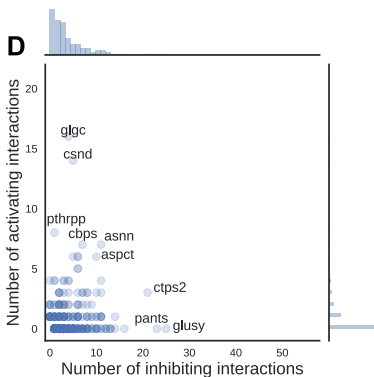 D
Number of activating interactions
20
15
10
5
0
glgc
csnd
pthrpp
cbps
asnn
aspct
ctps2
pants
glusy
0 10 20 30 40 50
Number of inhibiting interactions